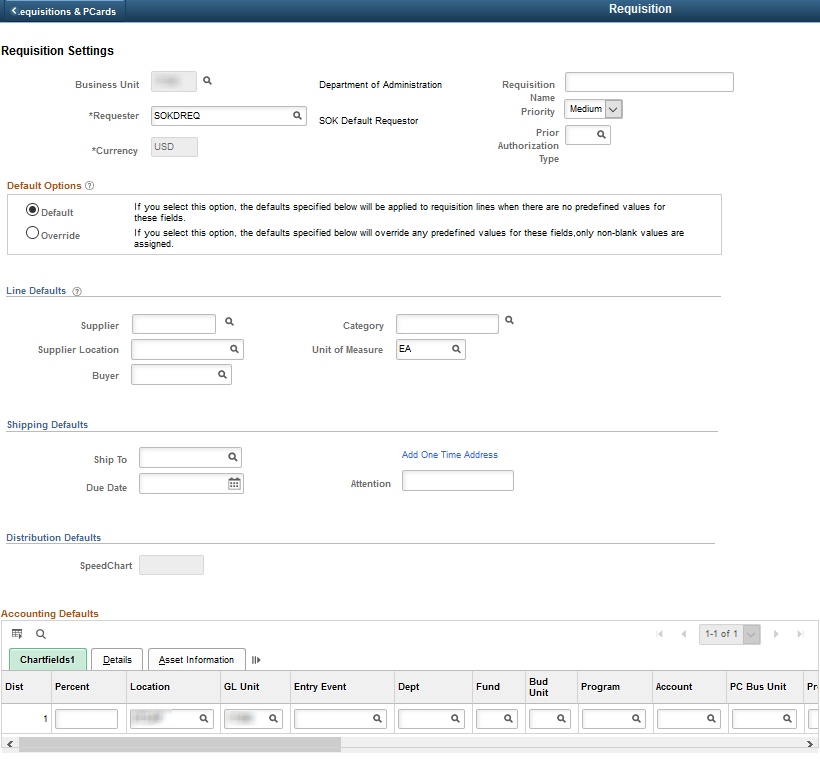 .equisitions & PCards
Requisition
Requisition Settings
Business Unit
Department of Administration
Requisition Name
*Requester SOKDREQ
SOK Default Requestor
Priority Medium
*Currency USD
Prior Authorization Type
Default Options
Default
If you select this option, the defaults specified below will be applied to requisition lines when there are no predefined values for
these fields.
Override
If you select this option, the defaults specified below will override any predefined values for these fields,only non-blank values are
assigned.
Line Defaults
Supplier
Category
Supplier Location
Unit of Measure EA
Buyer
Shipping Defaults
Ship To
Add One Time Address
Due Date
Attention
Distribution Defaults
SpeedChart
Accounting Defaults
1-1 of 1
Chartfields1 Details Asset Information
Dist Percent Location GL Unit Entry Event Dept Fund Bud Unit Program Account PC Bus Unit Pr
1